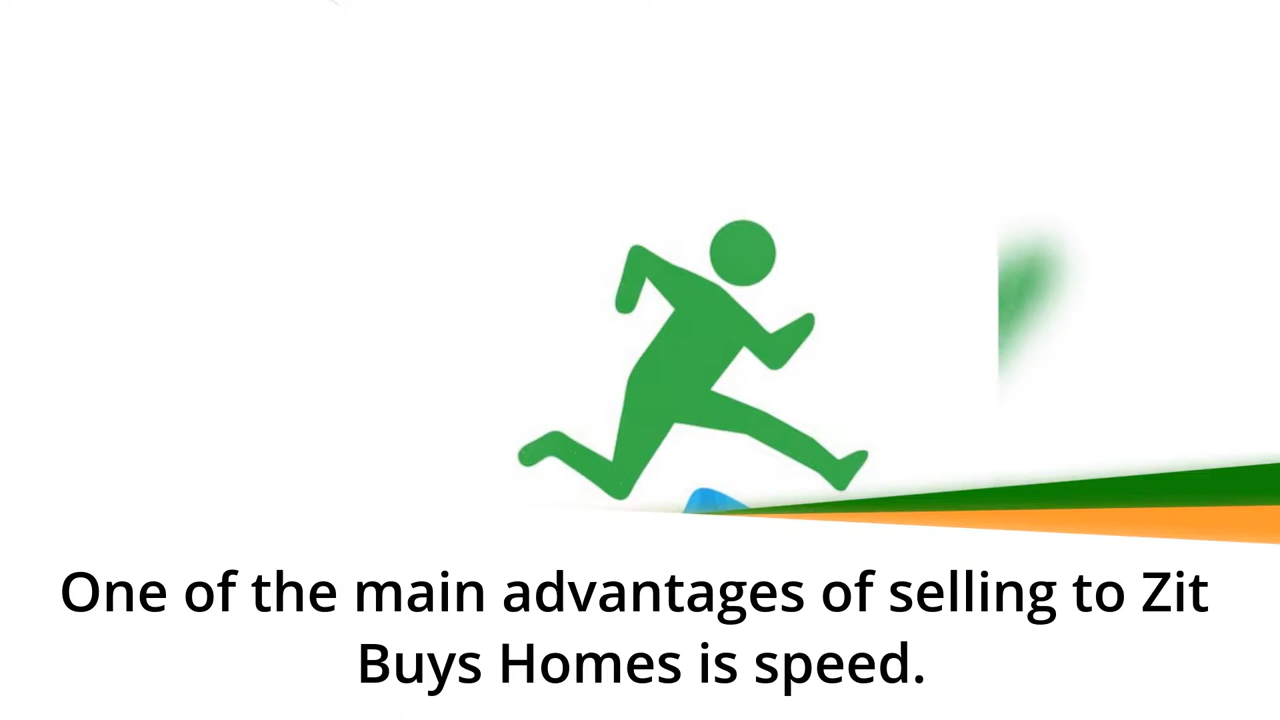 One of the main advantages of selling to Zit
Buys Homes is speed.